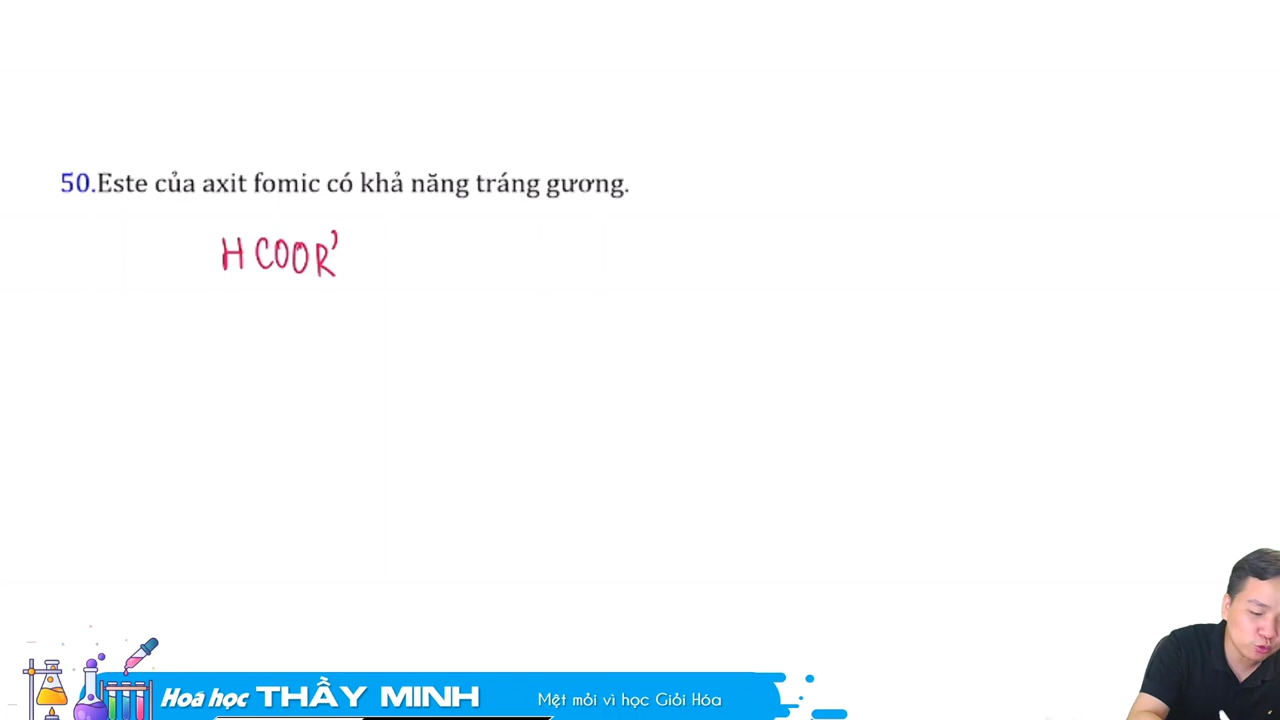 50.Este của axit fomic có khả năng tráng gương.
HCOOR'
Hoá học THẦY MINH
Mệt mỏi vì học Giỏi Hóa